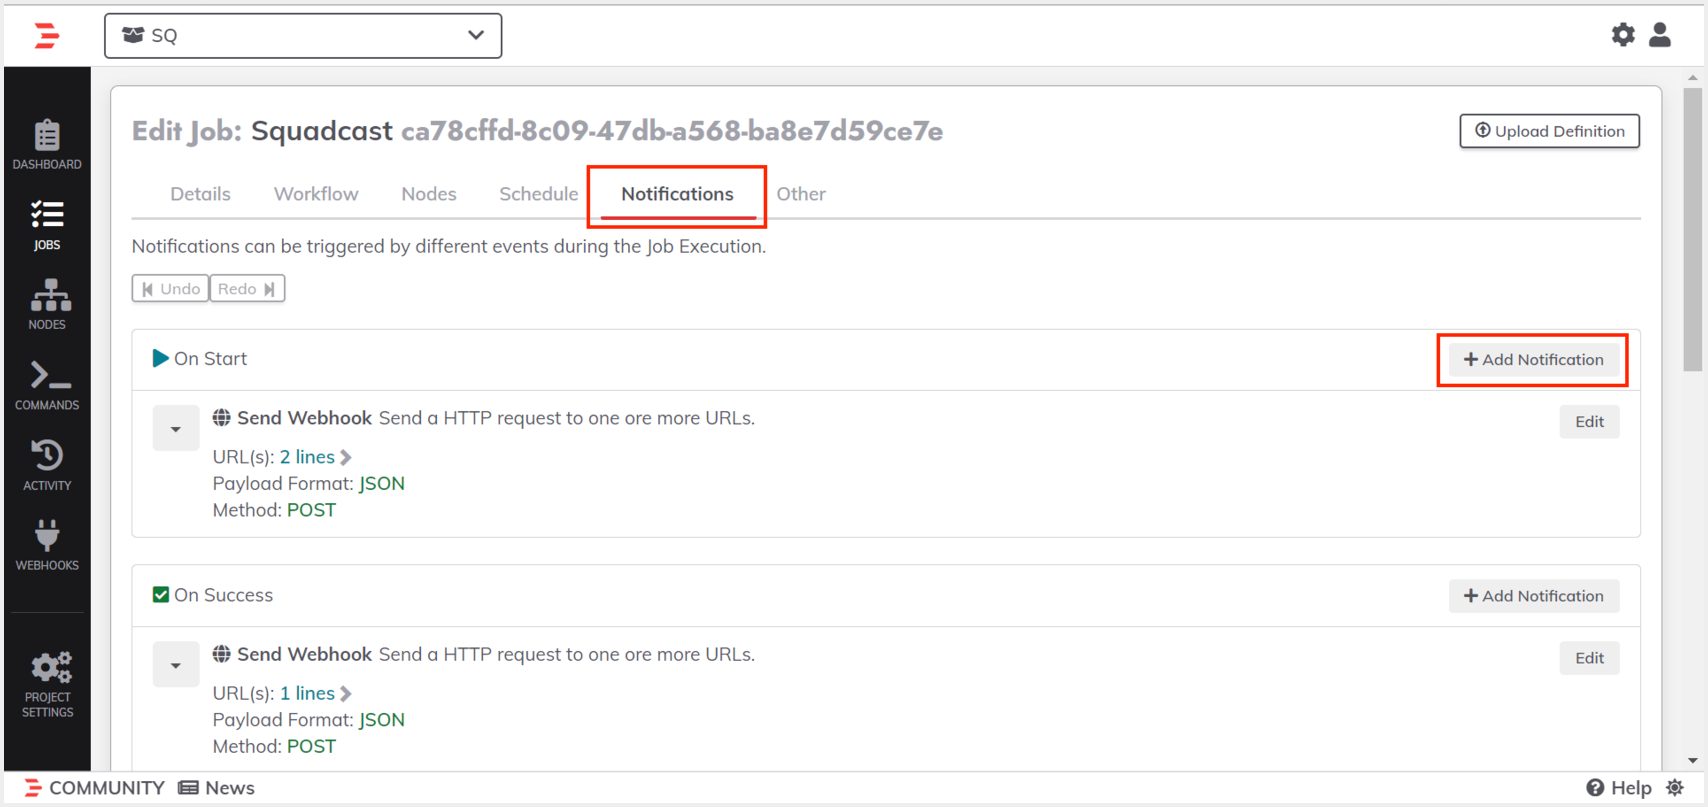 SQ
DASHBOARD
JOBS
NODES
COMMANDS
ACTIVITY
WEBHOOKS
PROJECT
SETTINGS
Edit Job: Squadcast ca78cffd-8c09-47db-a568-ba8e7d59ce7e
Upload Definition
Details Workflow Nodes Schedule Notifications Other
Notifications can be triggered by different events during the Job Execution.
Undo Redo
On Start
+ Add Notification
Send Webhook Send a HTTP request to one ore more URLs.
Edit
URL(s): 2 lines
Payload Format: JSON
Method: POST
On Success
+ Add Notification
Send Webhook Send a HTTP request to one ore more URLs.
Edit
URL(s): 1 lines
Payload Format: JSON
Method: POST
COMMUNITY News
Help